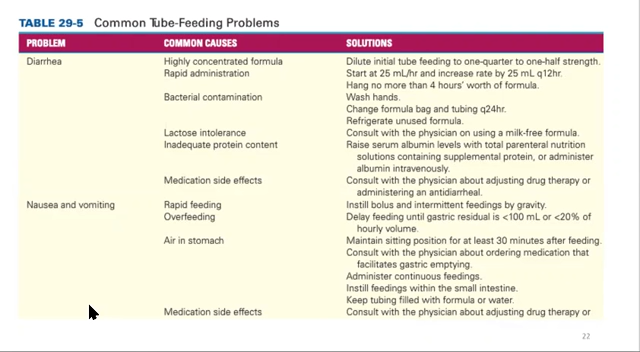 TABLE 29-5 Common Tube-Feeding Problems
PROBLEM COMMON CAUSES SOLUTIONS
Diarrhea Highly concentrated formula Dilute initial tube feeding to one-quarter to one-half strength.
Rapid administration Start at 25 mL/hr and increase rate by 25 mL q12hr.
Hang no more than 4 hours' worth of formula.
Bacterial contamination Wash hands.
Change formula bag and tubing q24hr.
Refrigerate unused formula.
Lactose intolerance Consult with the physician on using a milk-free formula.
Inadequate protein content Raise serum albumin levels with total parenteral nutrition
solutions containing supplemental protein, or administer
albumin intravenously.
Medication side effects Consult with the physician about adjusting drug therapy or
administering an antidiarrheal.
Nausea and vomiting Rapid feeding Instill bolus and intermittent feedings by gravity.
Overfeeding Delay feeding until gastric residual is <100 mL or <20% of
hourly volume.
Air in stomach Maintain sitting position for at least 30 minutes after feeding.
Consult with the physician about ordering medication that
facilitates gastric emptying.
Administer continuous feedings.
Instill feedings within the small intestine.
Keep tubing filled with formula or water.
Medication side effects Consult with the physician about adjusting drug therapy or
22